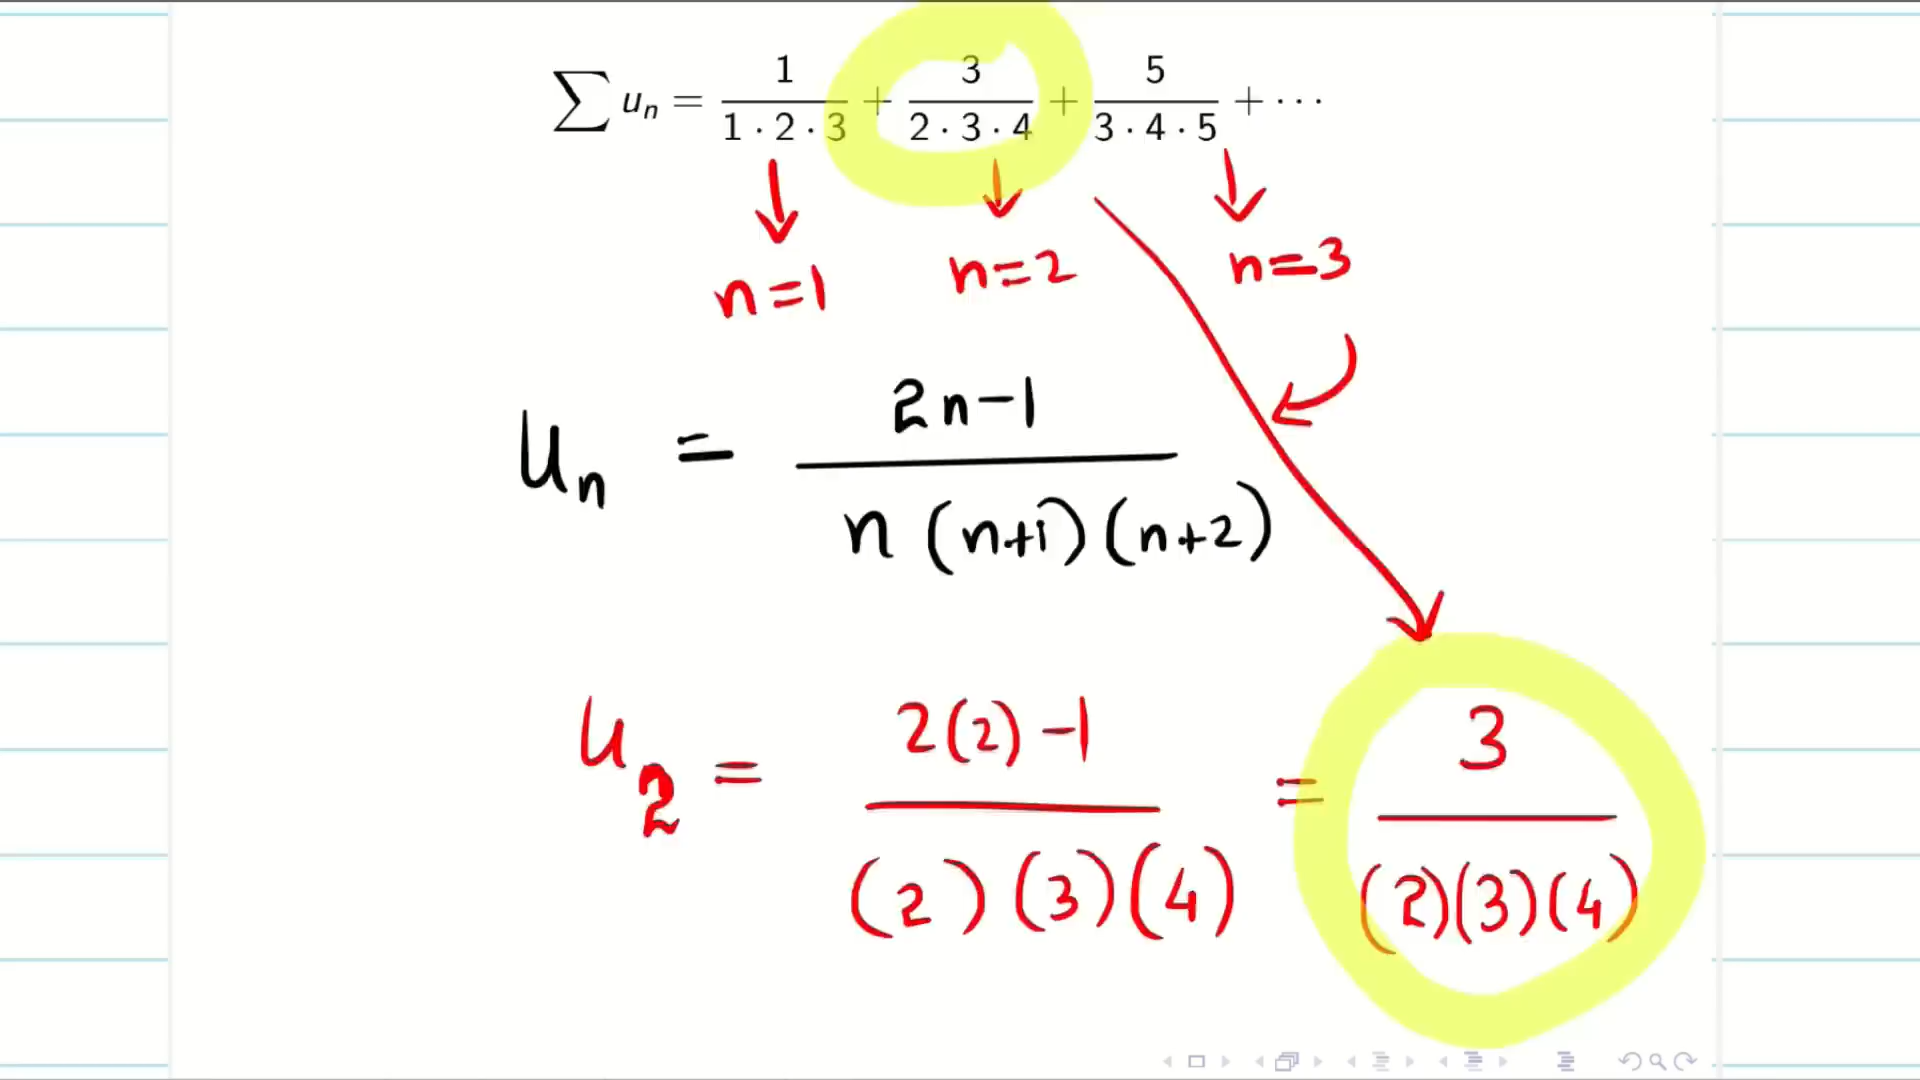 ∑ uₙ = 1/(1 · 2 · 3) + 3/(2 · 3 · 4) + 5/(3 · 4 · 5) + ···
n=1 n=2 n=3
Uₙ = (2n-1)/(n(n+1)(n+2))
U₂ = (2(2)-1)/((2)(3)(4)) = 3/((2)(3)(4))